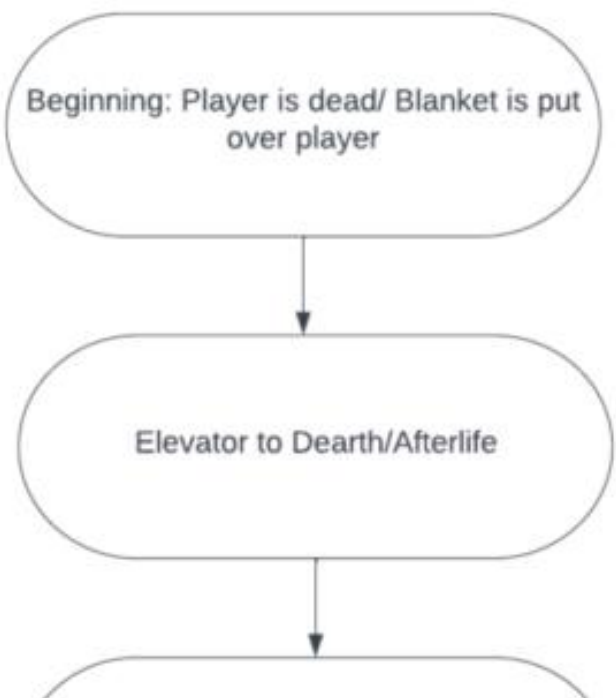 Beginning: Player is dead/ Blanket is put
over player
Elevator to Dearth/Afterlife